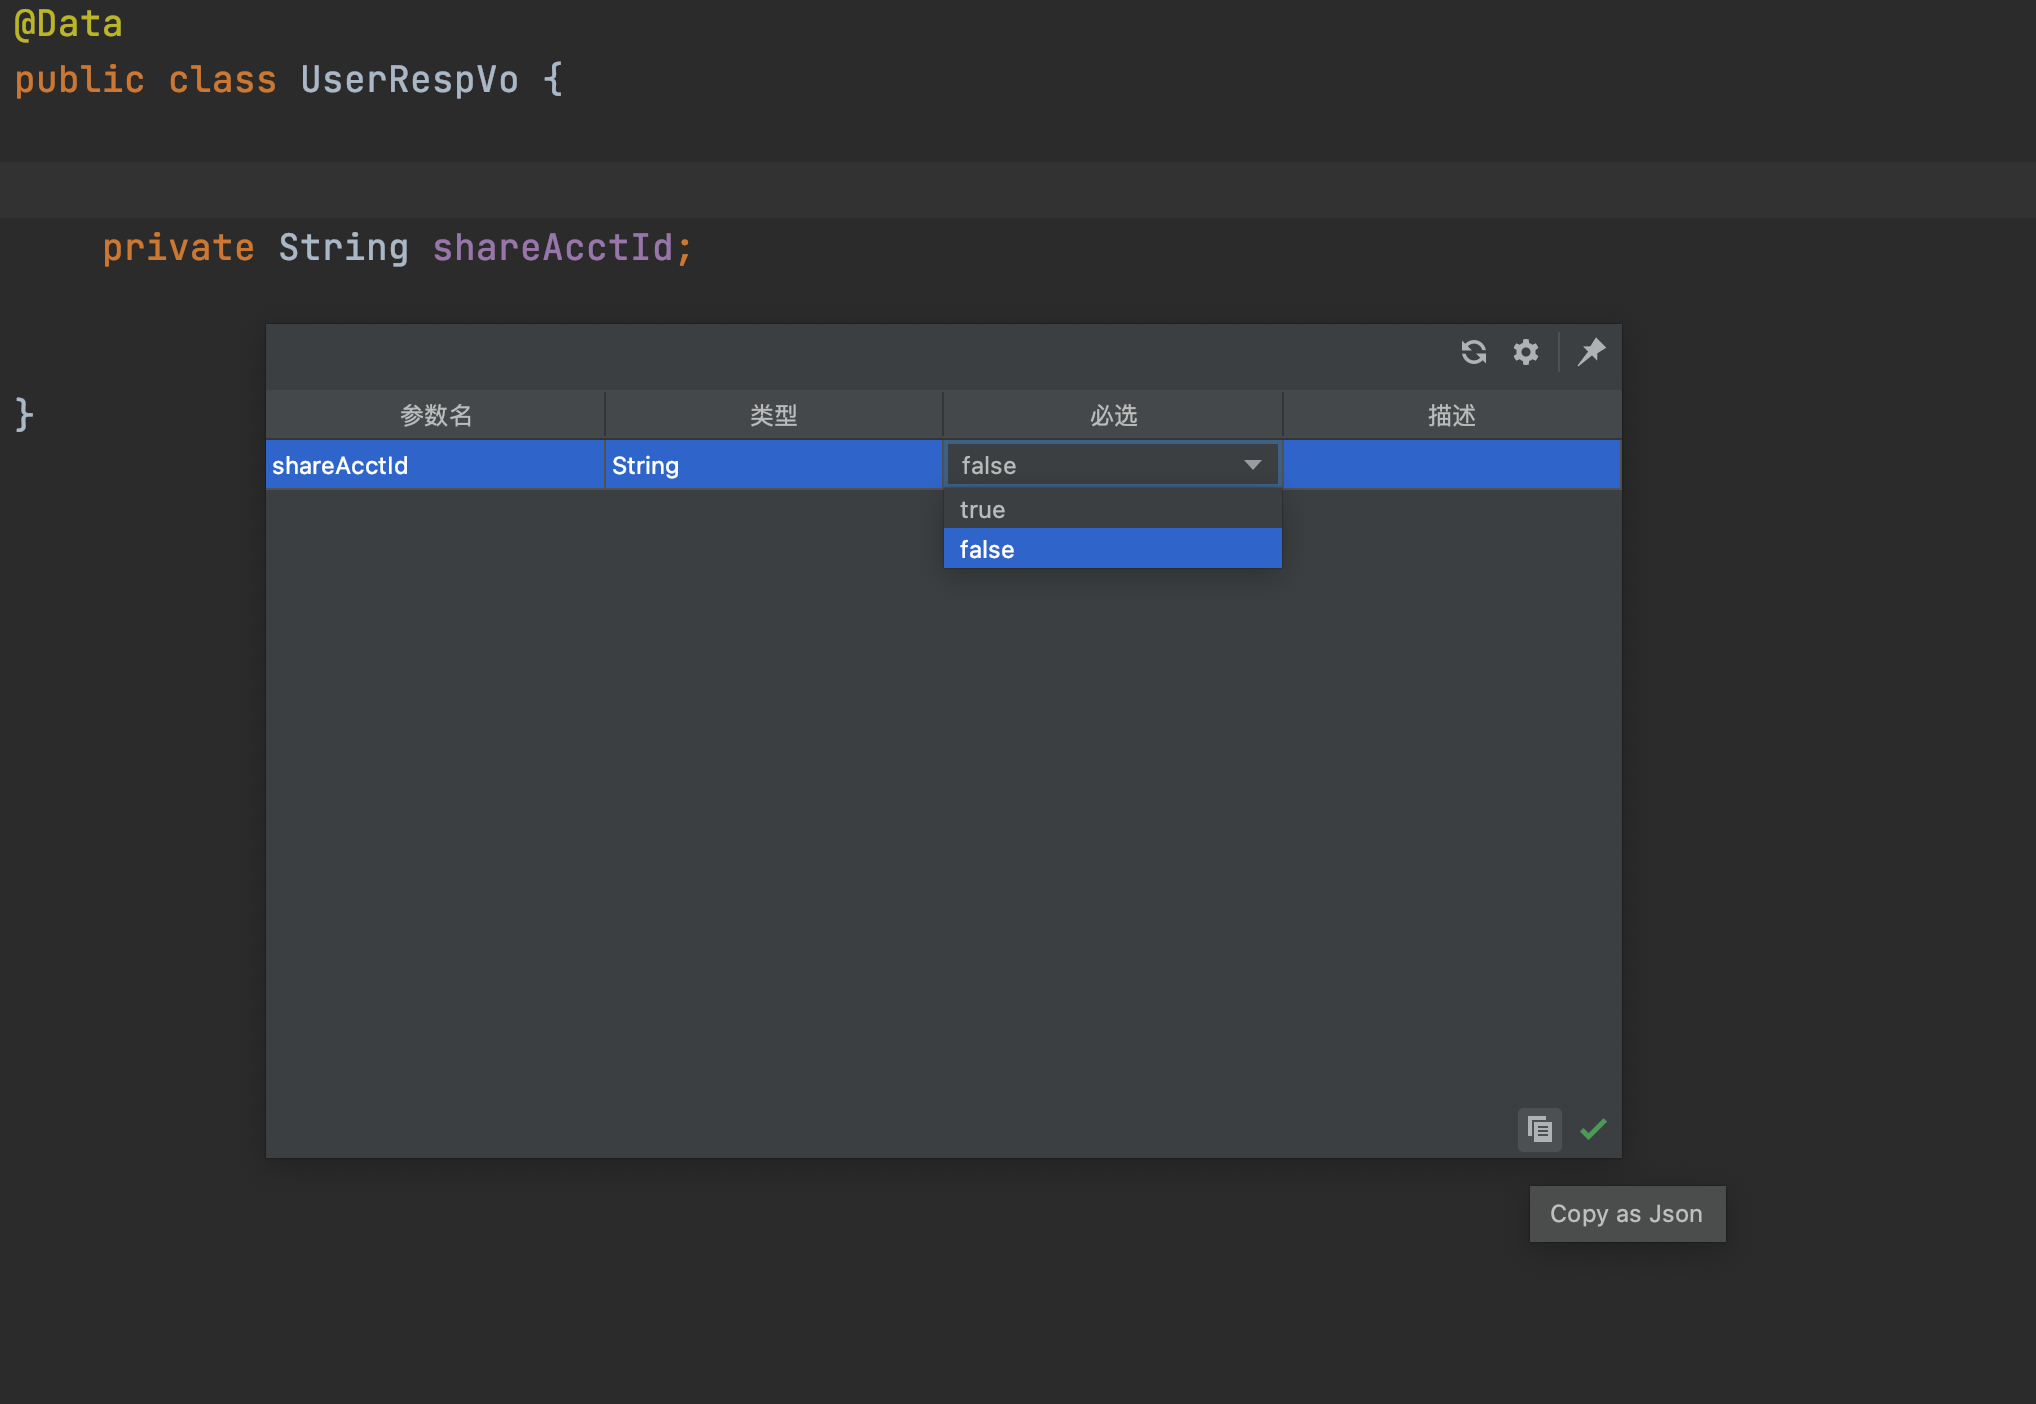 @Data
public class UserRespVo {
private String shareAcctId;
}
参数名 类型 必选 描述
shareAcctId String false
true
false
Copy as Json